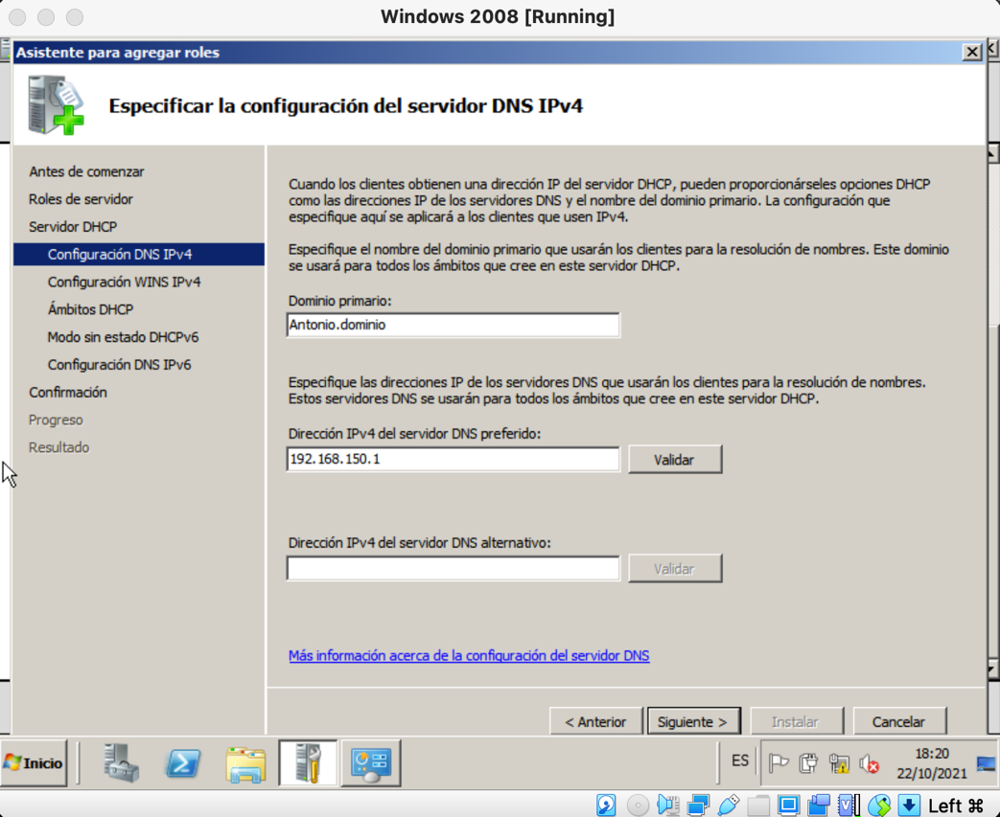 Windows 2008 [Running]
Asistente para agregar roles
Especificar la configuración del servidor DNS IPv4
Antes de comenzar
Roles de servidor
Servidor DHCP
Configuración DNS IPv4
Configuración WINS IPv4
Ámbitos DHCP
Modo sin estado DHCPv6
Configuración DNS IPv6
Confirmación
Progreso
Resultado
Cuando los clientes obtienen una dirección IP del servidor DHCP, pueden proporcionárseles opciones DHCP
como las direcciones IP de los servidores DNS y el nombre del dominio primario. La configuración que
especifique aquí se aplicará a los clientes que usen IPv4.
Especifique el nombre del dominio primario que usarán los clientes para la resolución de nombres. Este dominio
se usará para todos los ámbitos que cree en este servidor DHCP.
Dominio primario:
Antonio.dominio
Especifique las direcciones IP de los servidores DNS que usarán los clientes para la resolución de nombres.
Estos servidores DNS se usarán para todos los ámbitos que cree en este servidor DHCP.
Dirección IPv4 del servidor DNS preferido:
192.168.150.1 Validar
Dirección IPv4 del servidor DNS alternativo:
Validar
Más información acerca de la configuración del servidor DNS
< Anterior Siguiente > Instalar Cancelar
Inicio ES 18:20
22/10/2021
Left ⌘